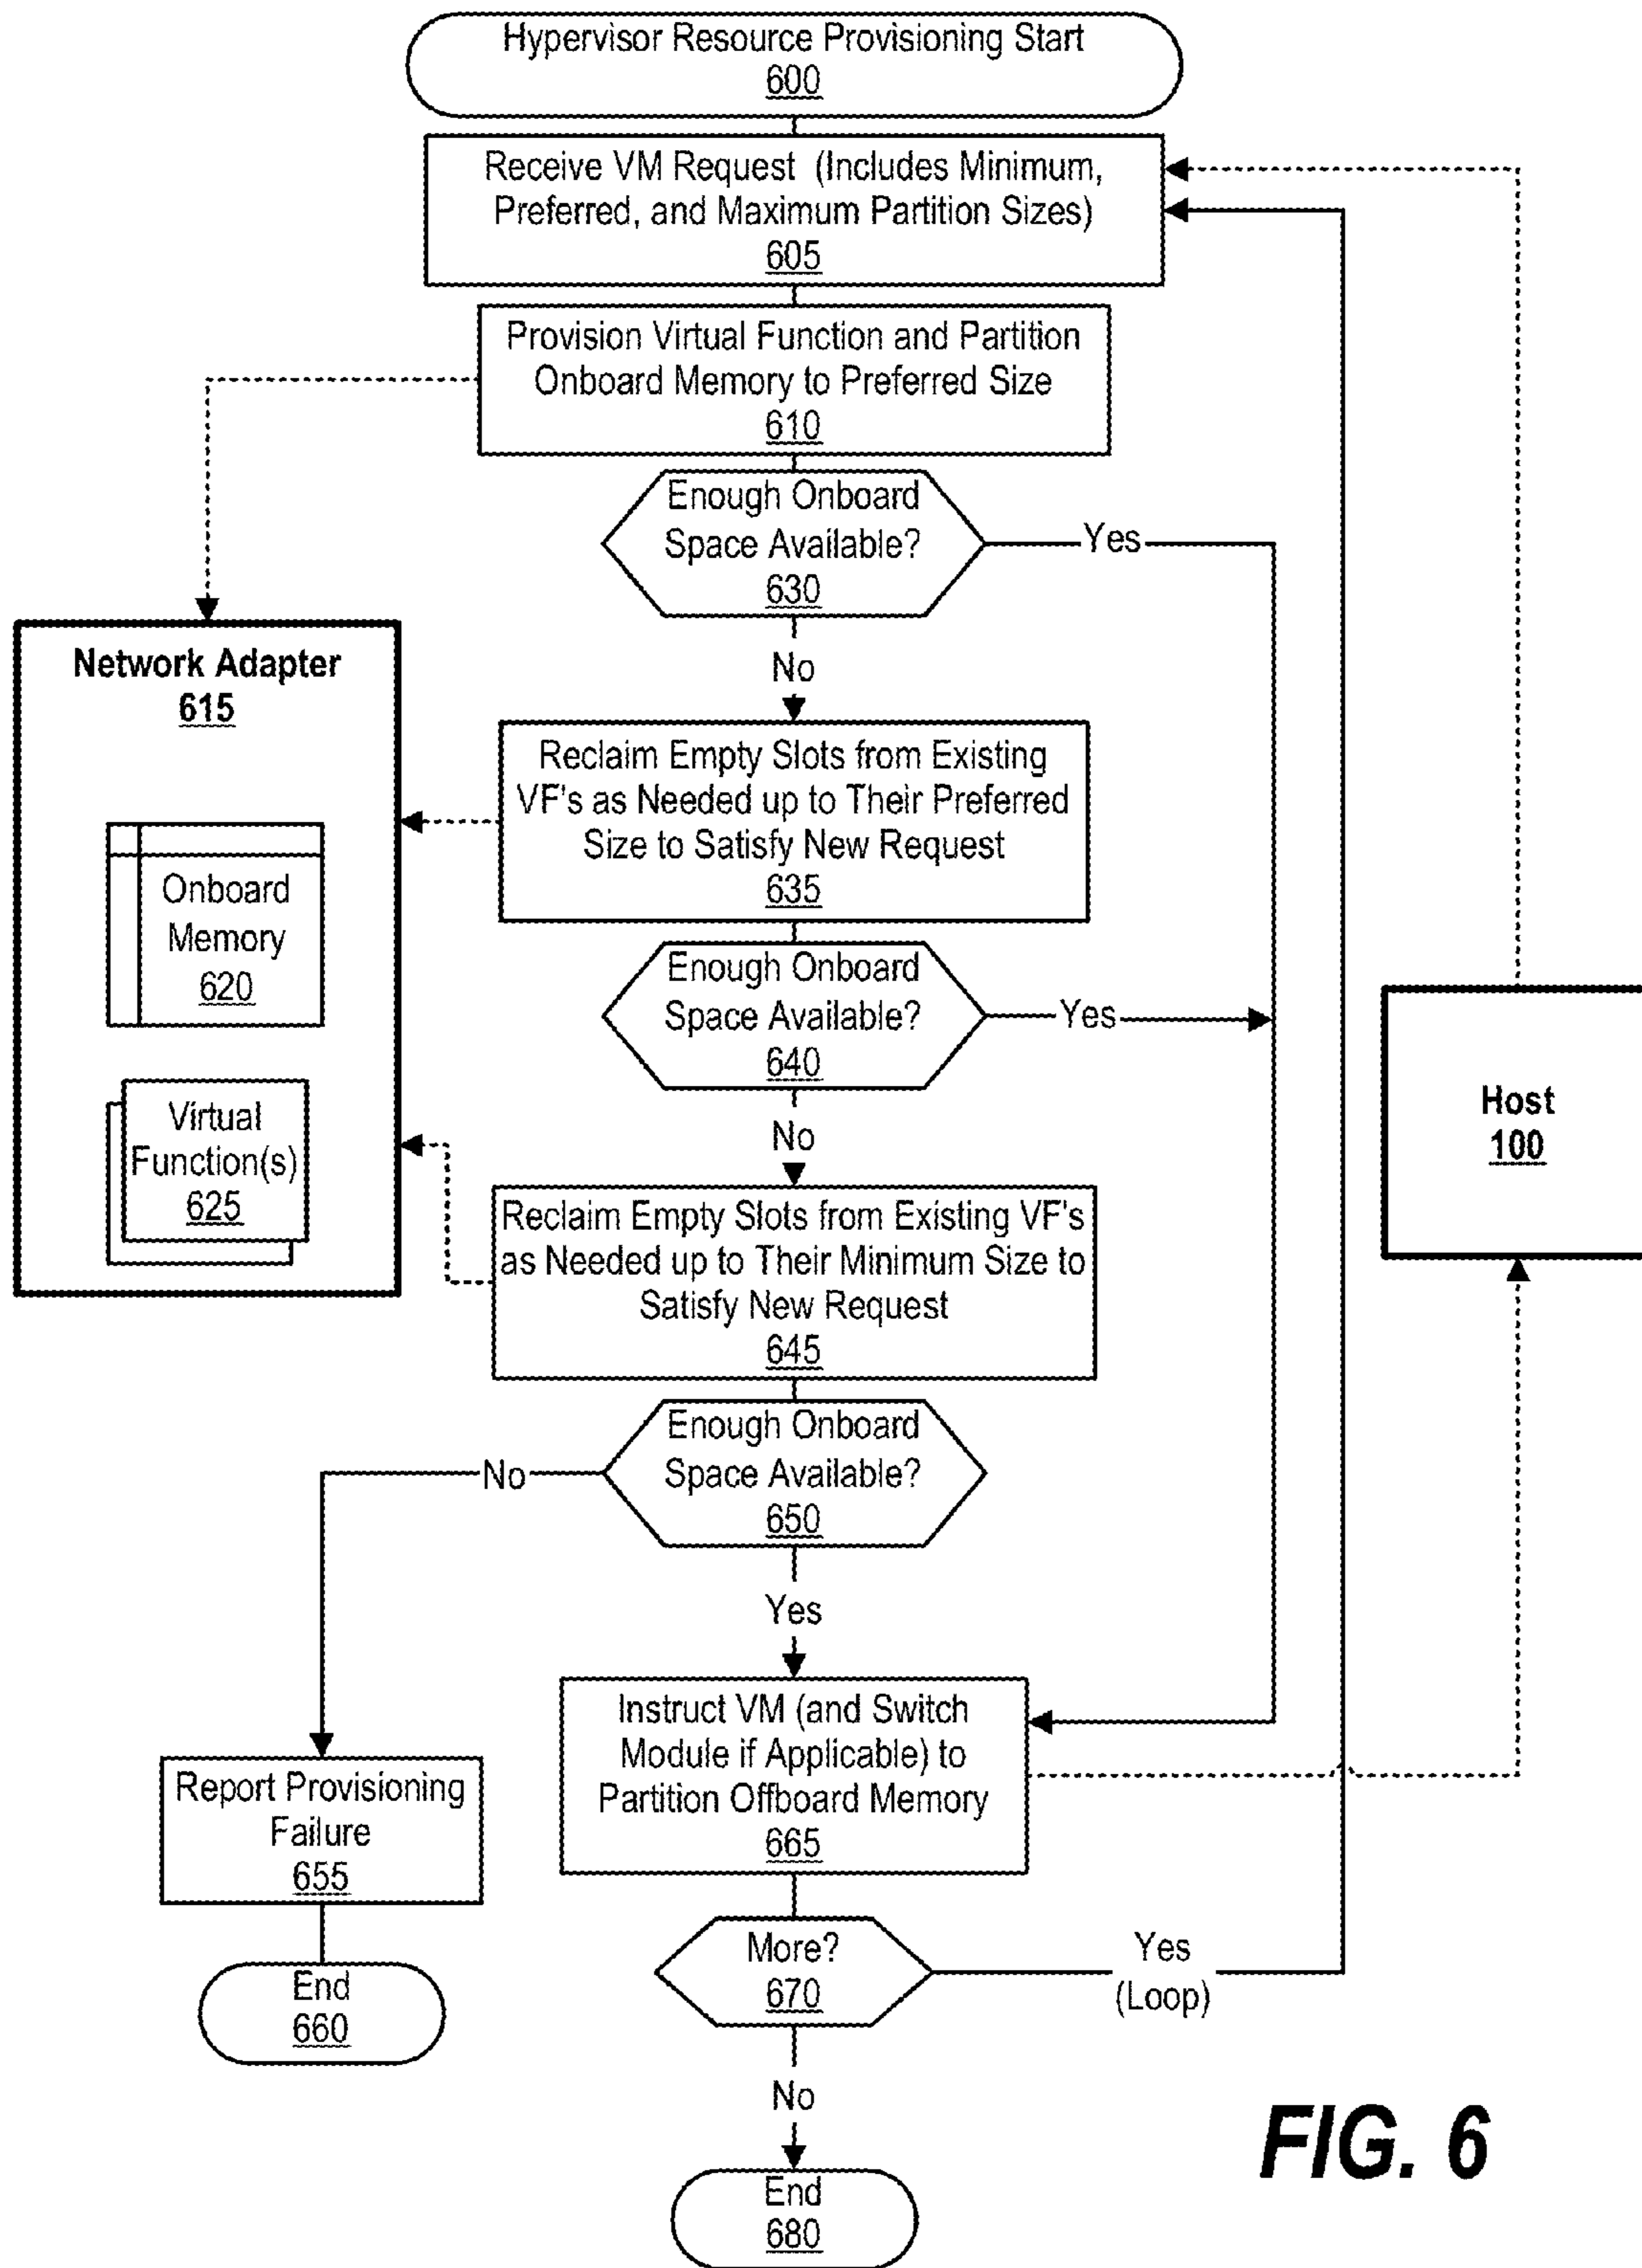 Hypervisor Resource Provisioning Start
600
Receive VM Request (Includes Minimum,
Preferred, and Maximum Partition Sizes)
605
Provision Virtual Function and Partition
Onboard Memory to Preferred Size
610
Enough Onboard
Space Available?
630
Yes
No
Network Adapter
615
Onboard
Memory
620
Virtual
Function(s)
625
Reclaim Empty Slots from Existing
VF's as Needed up to Their Preferred
Size to Satisfy New Request
635
Enough Onboard
Space Available?
640
Yes
No
Host
100
Reclaim Empty Slots from Existing VF's
as Needed up to Their Minimum Size to
Satisfy New Request
645
Enough Onboard
Space Available?
650
No
Yes
Instruct VM (and Switch
Module if Applicable) to
Partition Offboard Memory
665
Report Provisioning
Failure
655
End
660
More?
670
Yes
(Loop)
No
End
680
FIG. 6